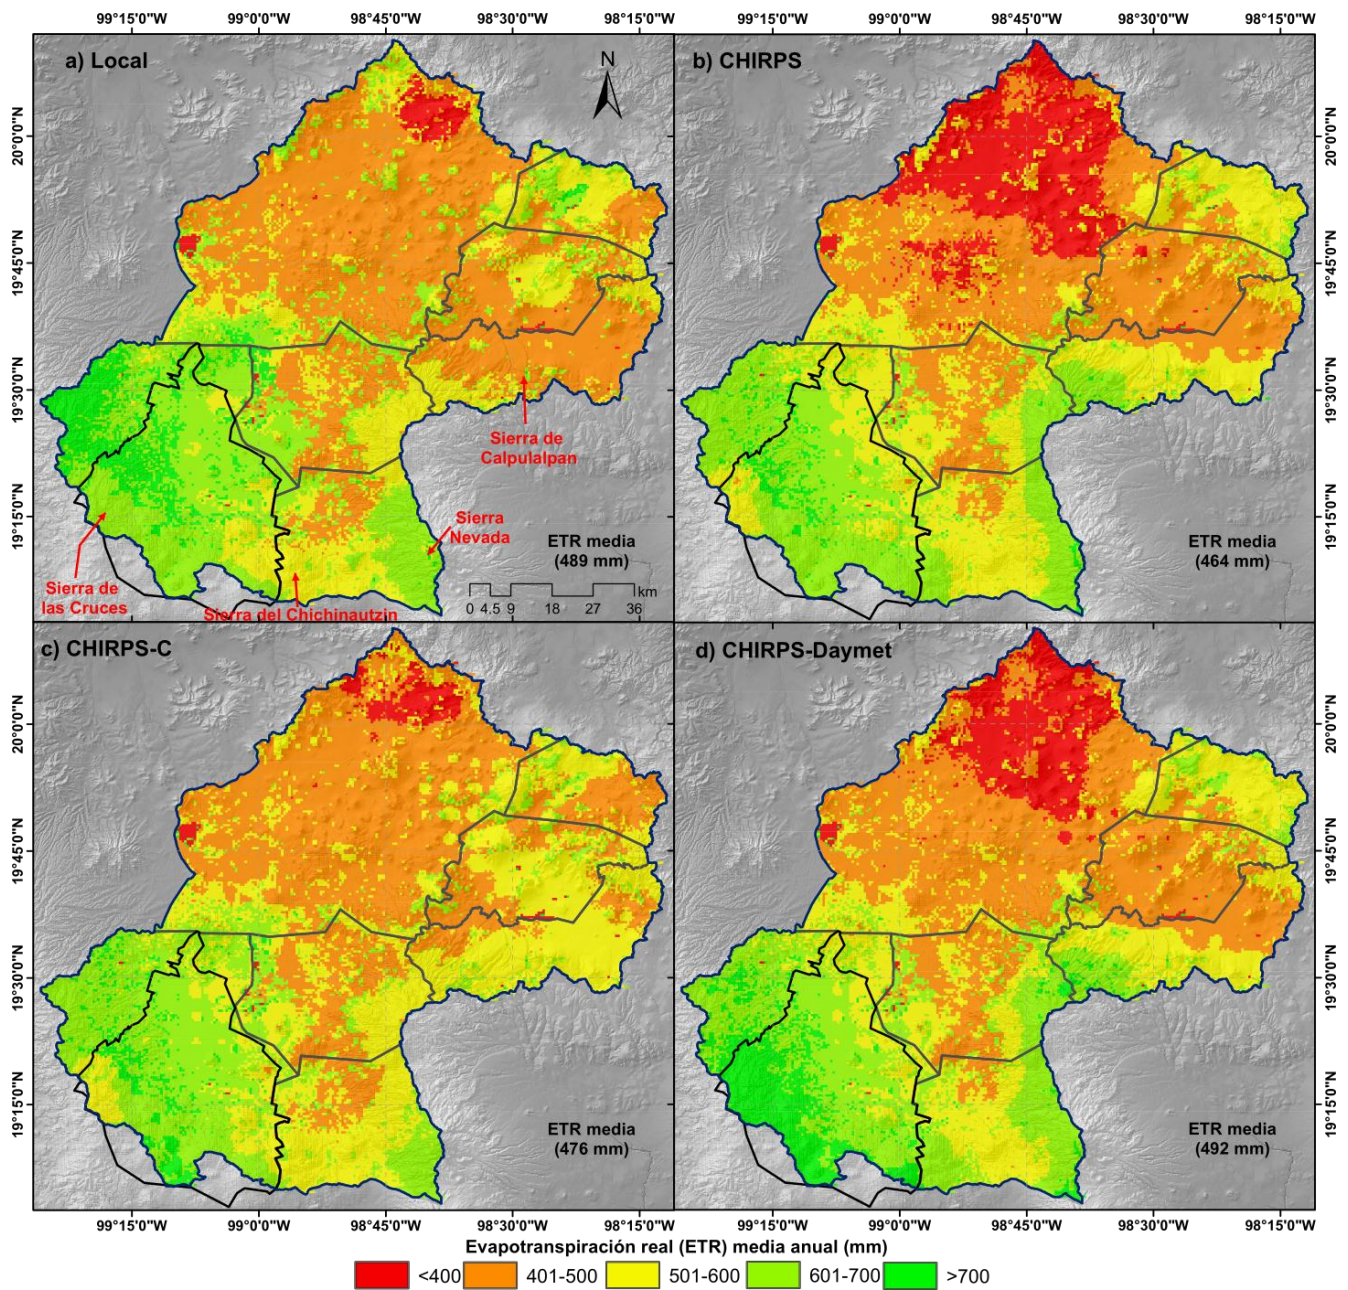 99°15'0"W 99°0'0"W 98°45'0"W 98°30'0"W 98°15'0"W 99°15'0"W 99°0'0"W 98°45'0"W 98°30'0"W 98°15'0"W
a) Local
N
b) CHIRPS
20°0'0"N
19°45'0"N
19°30'0"N
19°15'0"N
20°0'0"N
19°45'0"N
19°30'0"N
19°15'0"N
Sierra de
Calpulalpan
Sierra
Nevada
Sierra de
las Cruces
Sierra del Chichinautzin
ETR media
(489 mm)
km
0 4.5 9 18 27 36
ETR media
(464 mm)
c) CHIRPS-C
d) CHIRPS-Daymet
20°0'0"N
19°45'0"N
19°30'0"N
19°15'0"N
20°0'0"N
19°45'0"N
19°30'0"N
19°15'0"N
ETR media
(476 mm)
ETR media
(492 mm)
99°15'0"W 99°0'0"W 98°45'0"W 98°30'0"W 98°15'0"W 99°15'0"W 99°0'0"W 98°45'0"W 98°30'0"W 98°15'0"W
Evapotranspiración real (ETR) media anual (mm)
<400 401-500 501-600 601-700 >700